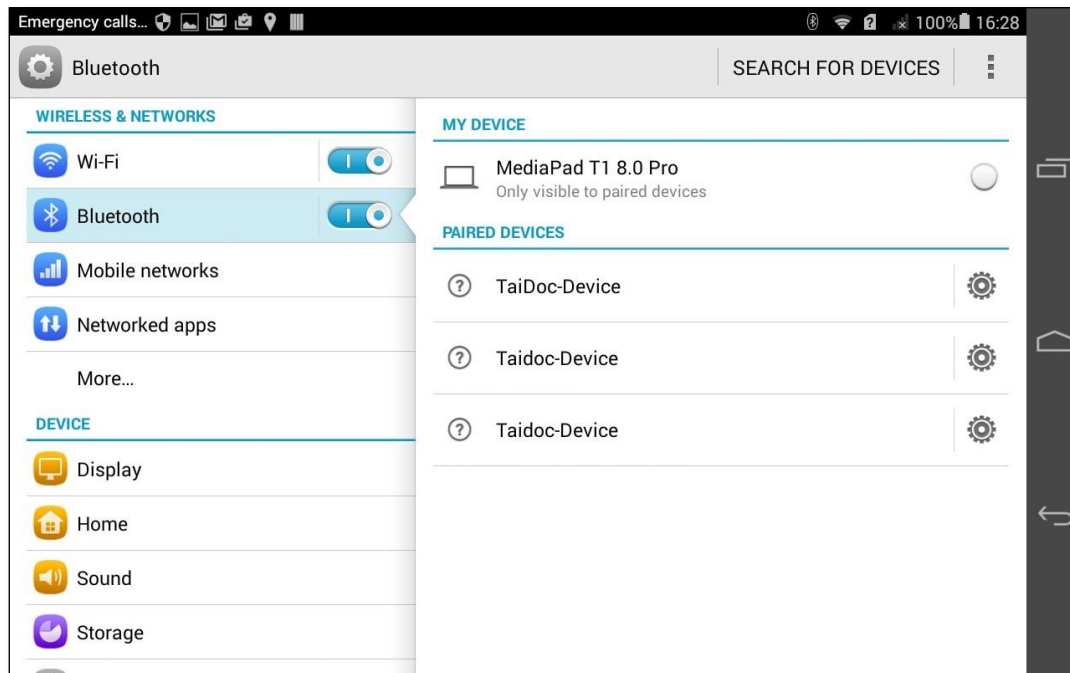 Emergency calls... 100% 16:28
Bluetooth SEARCH FOR DEVICES
WIRELESS & NETWORKS
Wi-Fi
Bluetooth
Mobile networks
Networked apps
More...
DEVICE
Display
Home
Sound
Storage
MY DEVICE
MediaPad T1 8.0 Pro
Only visible to paired devices
PAIRED DEVICES
TaiDoc-Device
Taidoc-Device
Taidoc-Device